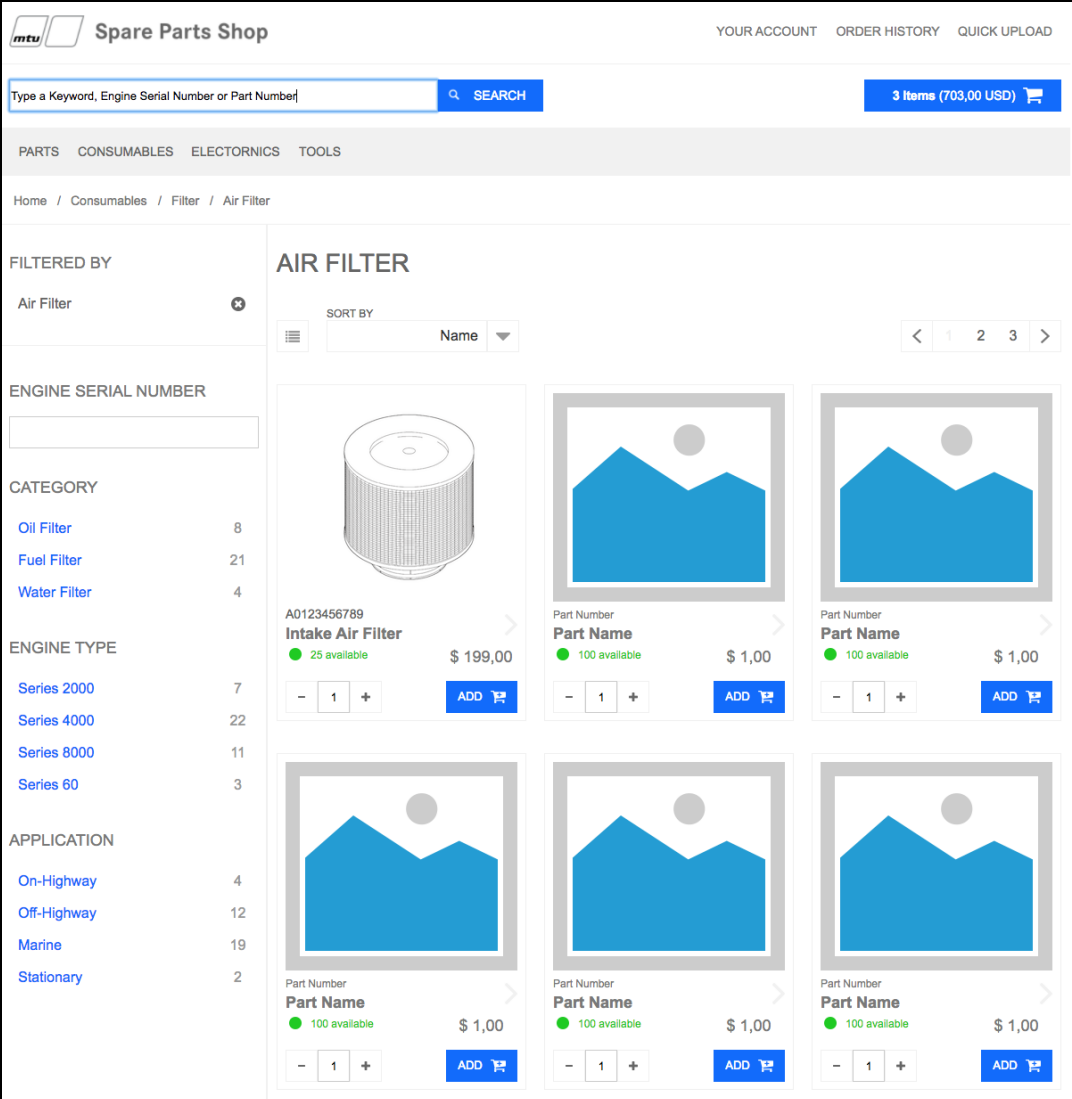 mtu Spare Parts Shop
YOUR ACCOUNT ORDER HISTORY QUICK UPLOAD
Type a Keyword, Engine Serial Number or Part Number SEARCH
3 Items (703,00 USD)
PARTS CONSUMABLES ELECTORNICS TOOLS
Home / Consumables / Filter / Air Filter
FILTERED BY
Air Filter
ENGINE SERIAL NUMBER
CATEGORY
Oil Filter 8
Fuel Filter 21
Water Filter 4
ENGINE TYPE
Series 2000 7
Series 4000 22
Series 8000 11
Series 60 3
APPLICATION
On-Highway 4
Off-Highway 12
Marine 19
Stationary 2
AIR FILTER
SORT BY
Name
1 2 3
A0123456789
Intake Air Filter
25 available $ 199,00
- 1 + ADD
Part Number
Part Name
100 available $ 1,00
- 1 + ADD
Part Number
Part Name
100 available $ 1,00
- 1 + ADD
Part Number
Part Name
100 available $ 1,00
- 1 + ADD
Part Number
Part Name
100 available $ 1,00
- 1 + ADD
Part Number
Part Name
100 available $ 1,00
- 1 + ADD